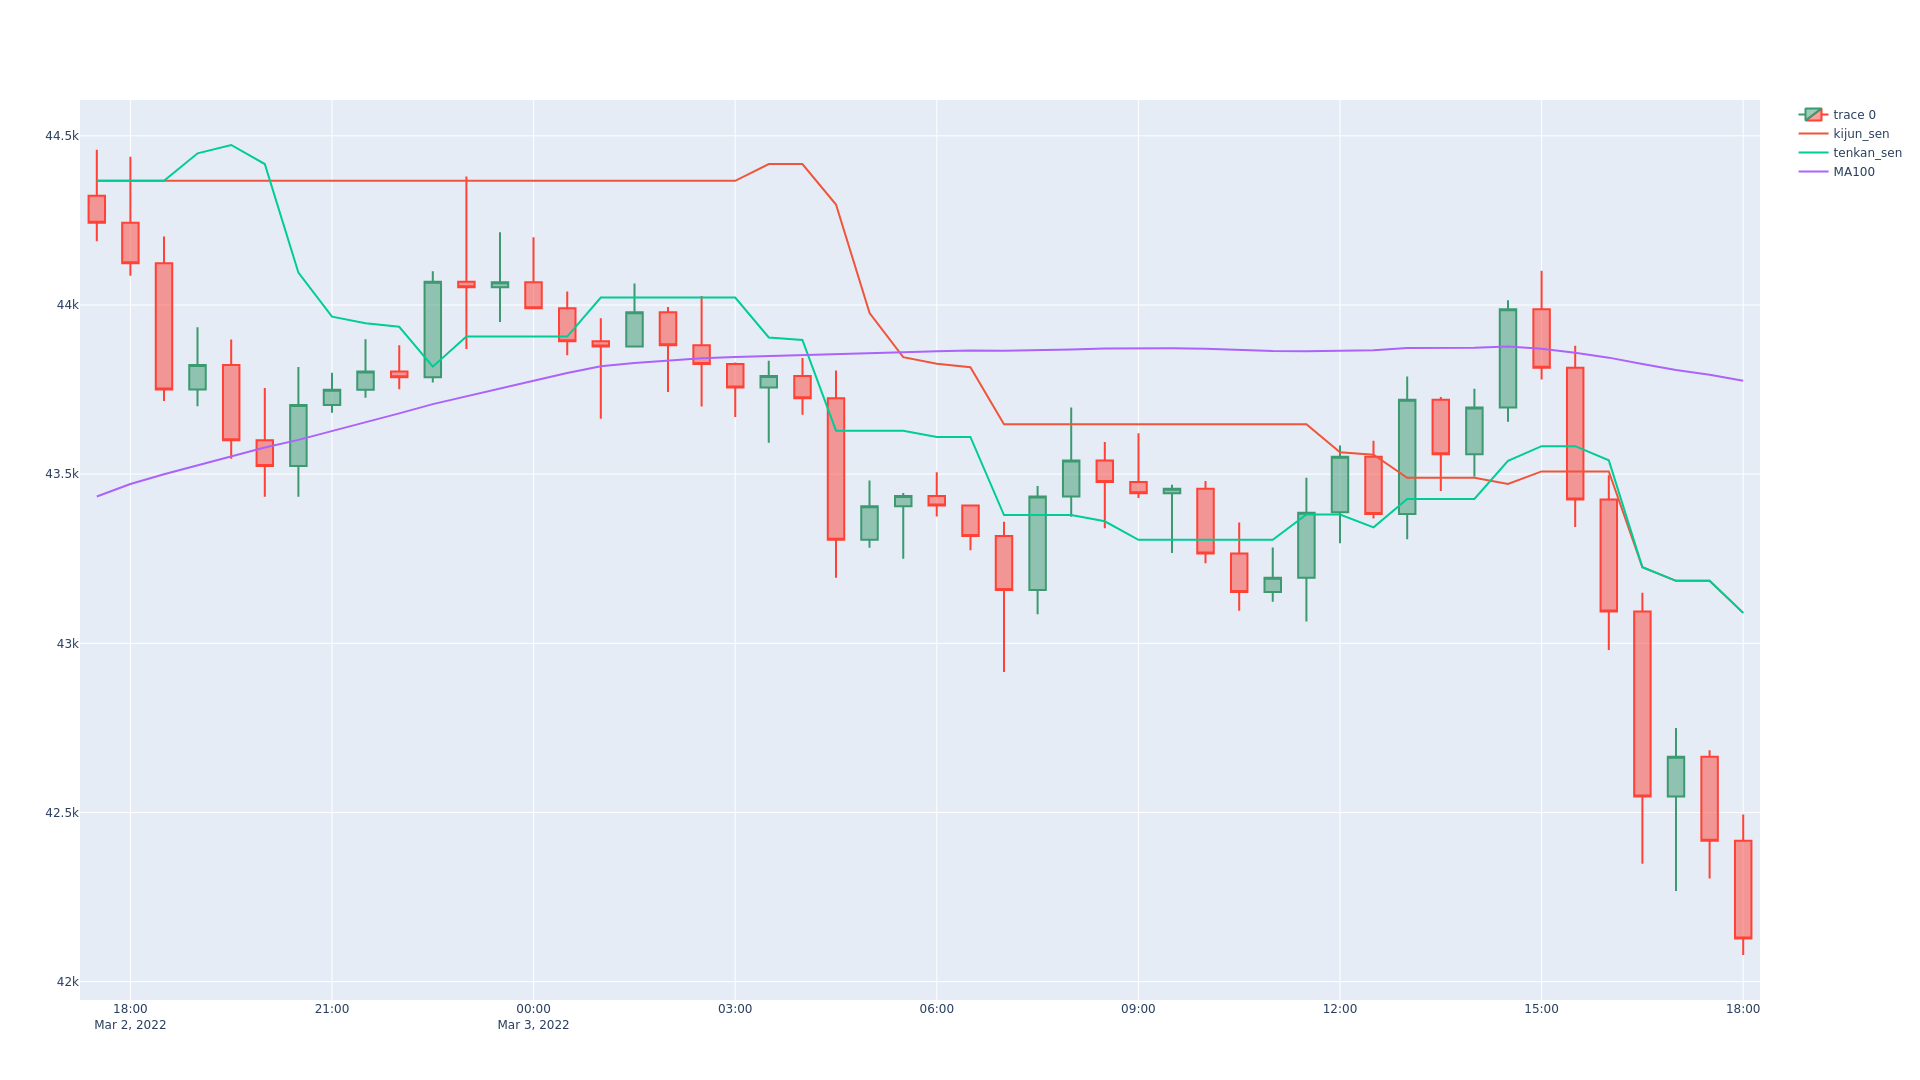 44.5k
44k
43.5k
43k
42.5k
42k
18:00
Mar 2, 2022
21:00
00:00
Mar 3, 2022
03:00
06:00
09:00
12:00
15:00
18:00
trace 0
kijun_sen
tenkan_sen
MA100